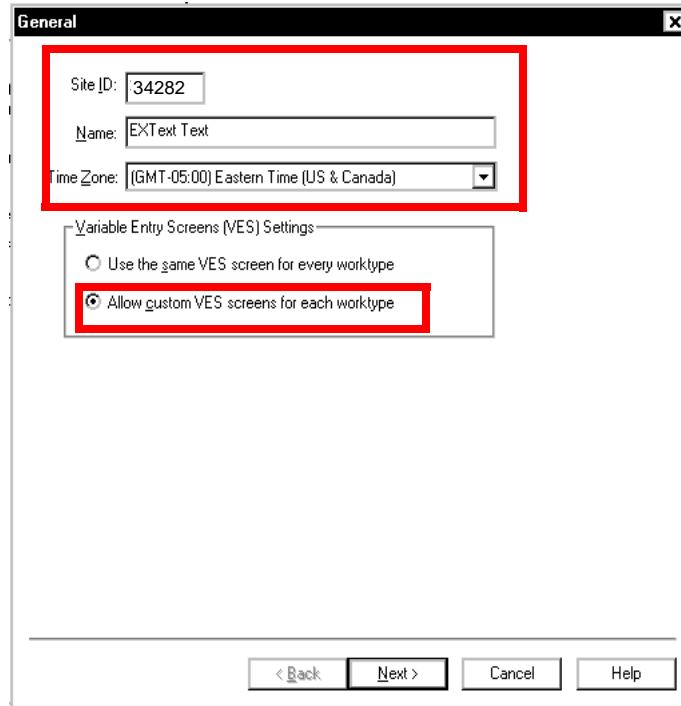 General
Site ID: 34282
Name: EXText Text
Time Zone: (GMT-05:00) Eastern Time (US & Canada)
Variable Entry Screens (VES) Settings
Use the same VES screen for every worktype
Allow custom VES screens for each worktype
< Back Next > Cancel Help